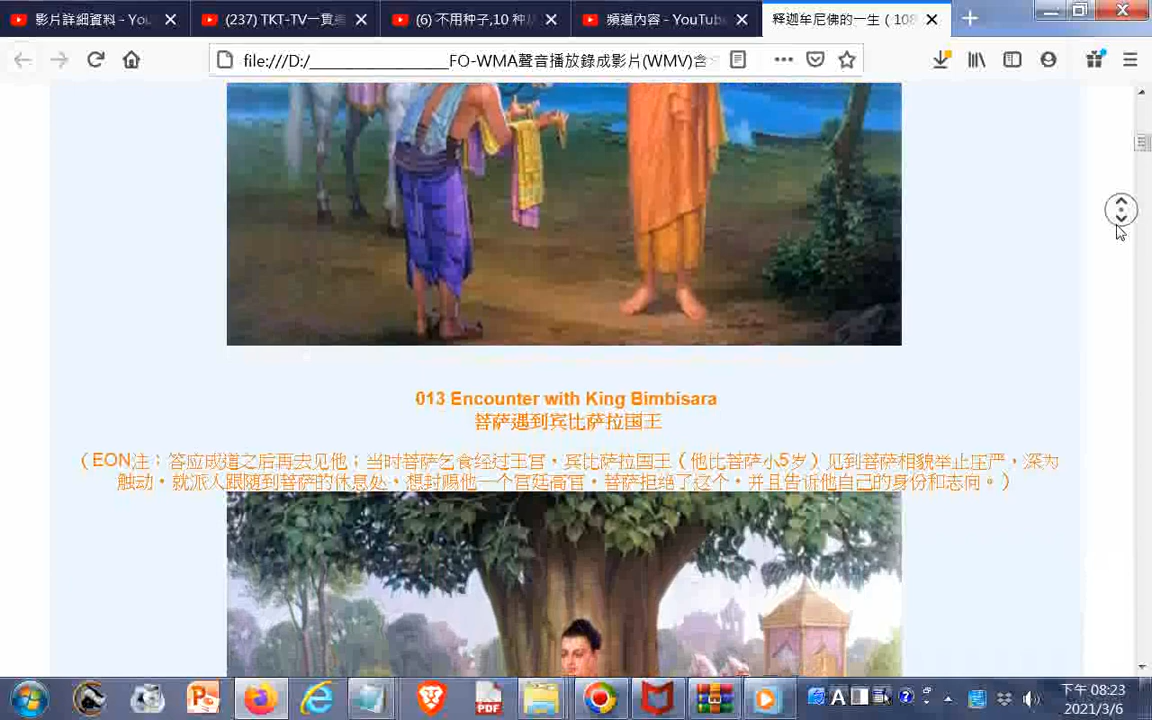 影片詳細資料 - You
(237) TKT-TV一貫
(6) 不用种子,10 种
頻道內容 - YouTube
释迦牟尼佛的一生（108
file:///D:/________________FO-WMA聲音播放錄成影片(WMV)含
013 Encounter with King Bimbisara
菩萨遇到宾比萨拉国王
（EON注：答应成道之后再去见他；当时菩萨乞食经过王宫，宾比萨拉国王（他比菩萨小5岁）见到菩萨相貌举止庄严，深为
触动，就派人跟随到菩萨的休息处、想封赐他一个宫廷高官，菩萨拒绝了这个，并且告诉他自己的身份和志向。）
PDF
A
下午 08:23
2021/3/6